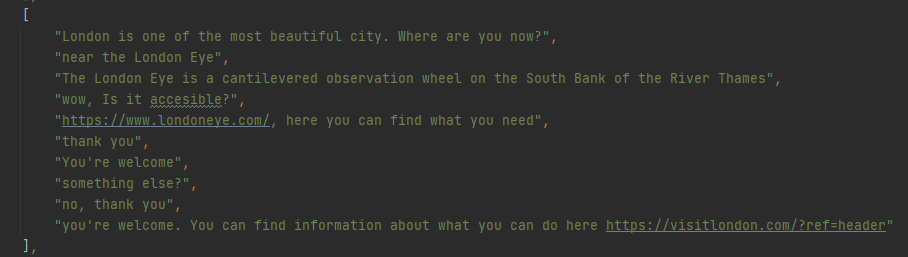 [
"London is one of the most beautiful city. Where are you now?",
"near the London Eye",
"The London Eye is a cantilevered observation wheel on the South Bank of the River Thames",
"wow, Is it accesible?",
"https://www.londoneye.com/, here you can find what you need",
"thank you",
"You're welcome",
"something else?",
"no, thank you",
"you're welcome. You can find information about what you can do here https://visitlondon.com/?ref=header"
],